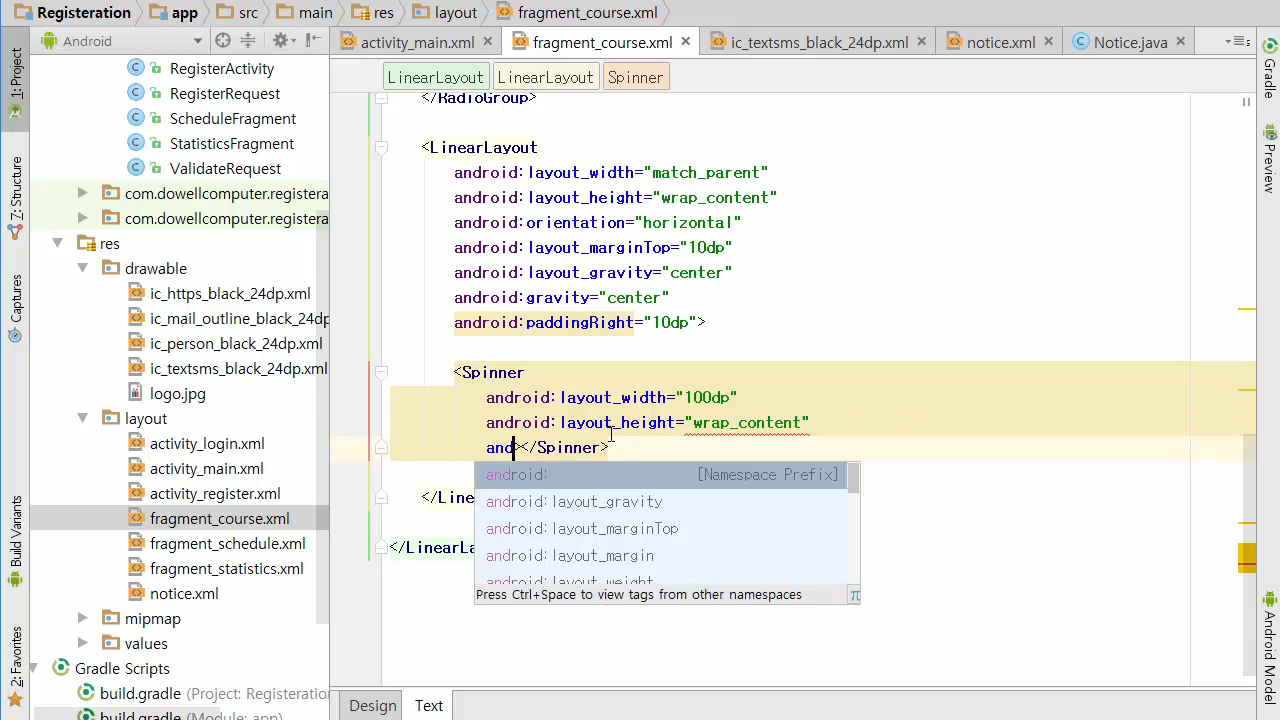 Registeration app src main res layout fragment_course.xml
Android
activity_main.xml fragment_course.xml ic_textsms_black_24dp.xml notice.xml Notice.java
LinearLayout LinearLayout Spinner
1: Project
7: Structure
Captures
Build Variants
2: Favorites
RegisterActivity
RegisterRequest
ScheduleFragment
StatisticsFragment
ValidateRequest
com.dowellcomputer.registera
com.dowellcomputer.registera
res
drawable
ic_https_black_24dp.xml
ic_mail_outline_black_24dp
ic_person_black_24dp.xml
ic_textsms_black_24dp.xml
logo.jpg
layout
activity_login.xml
activity_main.xml
activity_register.xml
fragment_course.xml
fragment_schedule.xml
fragment_statistics.xml
notice.xml
mipmap
values
Gradle Scripts
build.gradle (Project: Registeration
build.gradle (Module: app)
</RadioGroup>
<LinearLayout
android:layout_width="match_parent"
android:layout_height="wrap_content"
android:orientation="horizontal"
android:layout_marginTop="10dp"
android:layout_gravity="center"
android:gravity="center"
android:paddingRight="10dp">
<Spinner
android:layout_width="100dp"
android:layout_height="wrap_content"
and></Spinner>
android: [Namespace Prefix]
android:layout_gravity
android:layout_marginTop
android:layout_margin
android:layout_weight
Press Ctrl+Space to view tags from other namespaces π
</Line
</LinearLa
Design Text
Gradle
Preview
Android Model